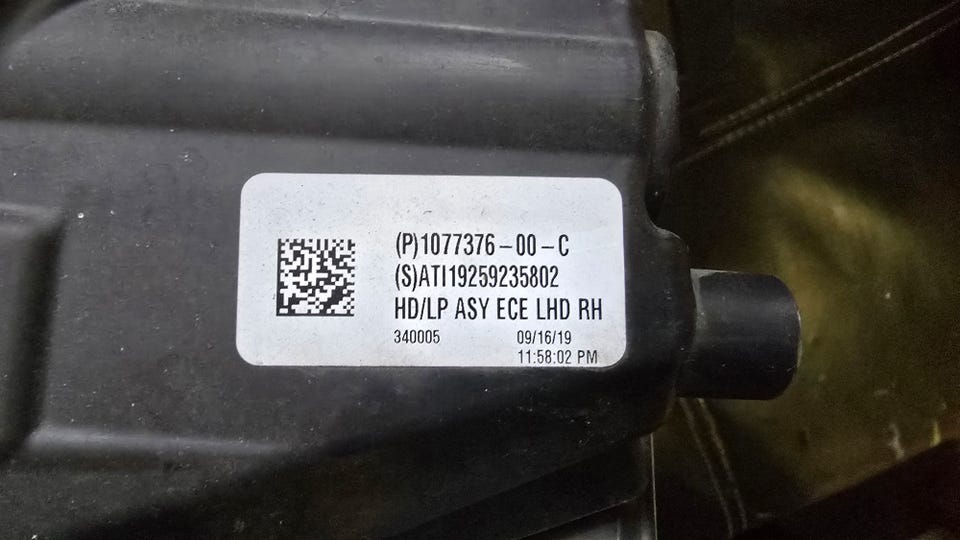 (P)1077376-00-C
(S)ATI19259235802
HD/LP ASY ECE LHD RH
340005 09/16/19
11:58:02 PM